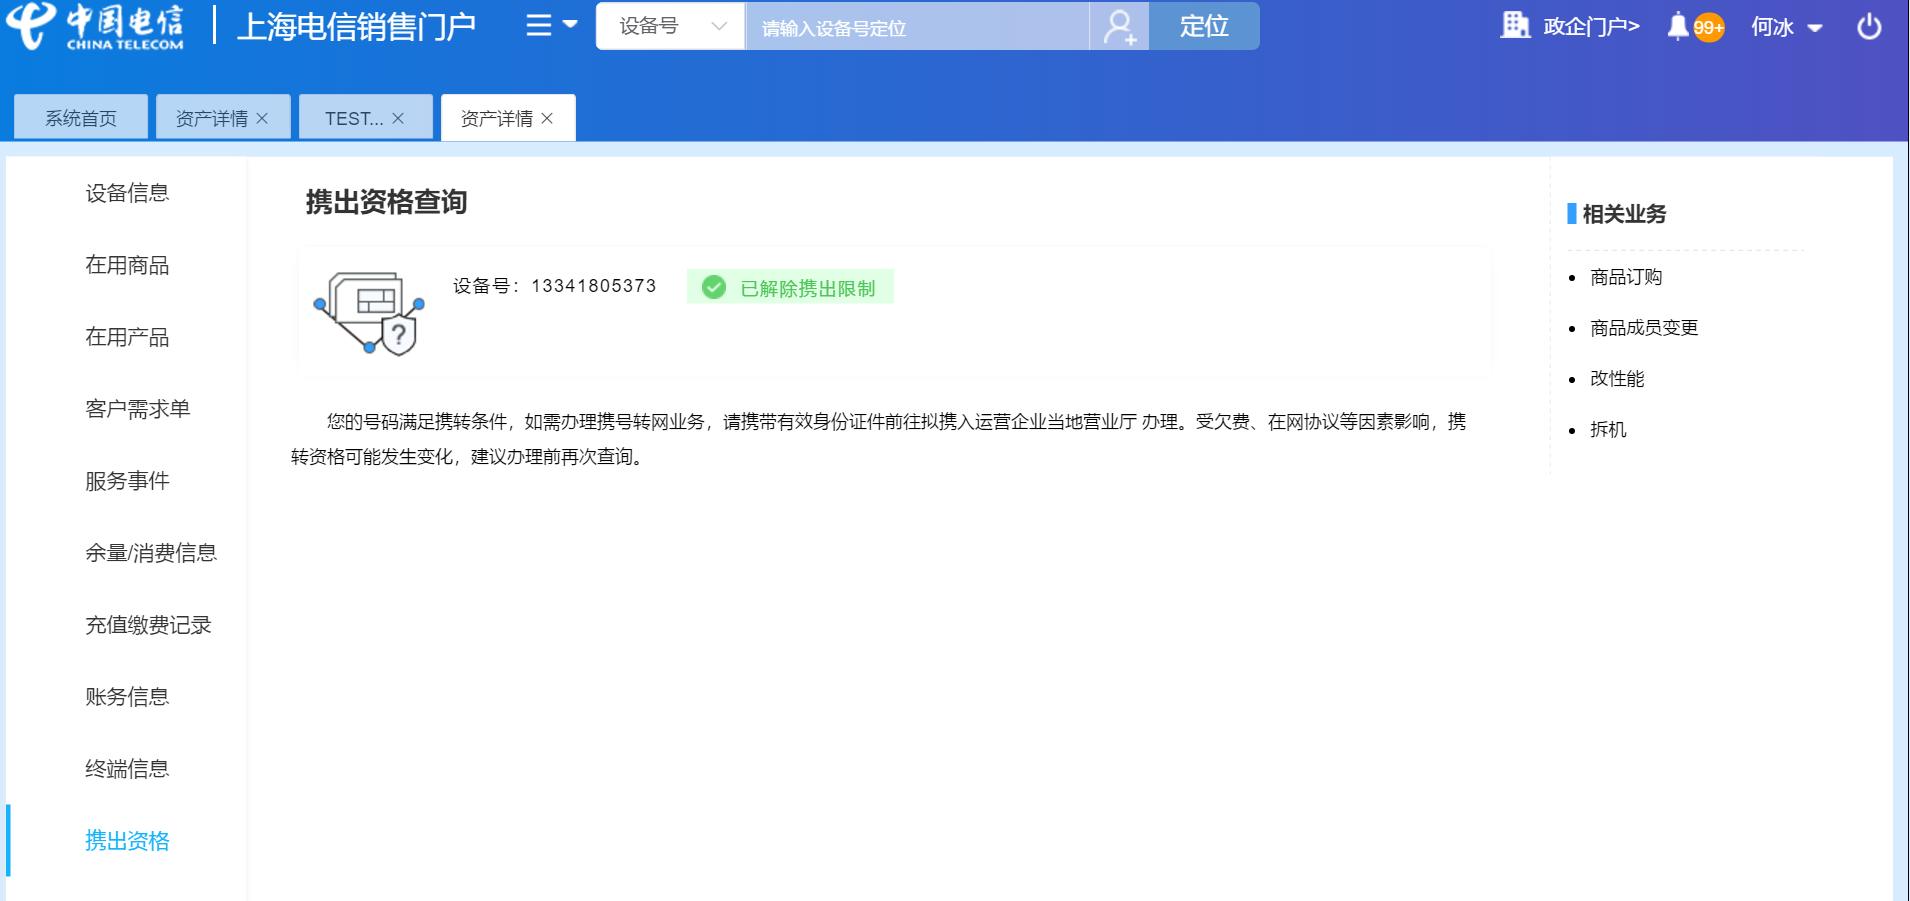 中国电信
CHINA TELECOM
上海电信销售门户
设备号
请输入设备号定位
定位
政企门户>
99+
何冰
系统首页
资产详情
TEST...
资产详情
设备信息
在用商品
在用产品
客户需求单
服务事件
余量/消费信息
充值缴费记录
账务信息
终端信息
携出资格
携出资格查询
设备号：13341805373
已解除携出限制
?
您的号码满足携转条件，如需办理携号转网业务，请携带有效身份证件前往拟携入运营企业当地营业厅 办理。受欠费、在网协议等因素影响，携
转资格可能发生变化，建议办理前再次查询。
相关业务
商品订购
商品成员变更
改性能
拆机